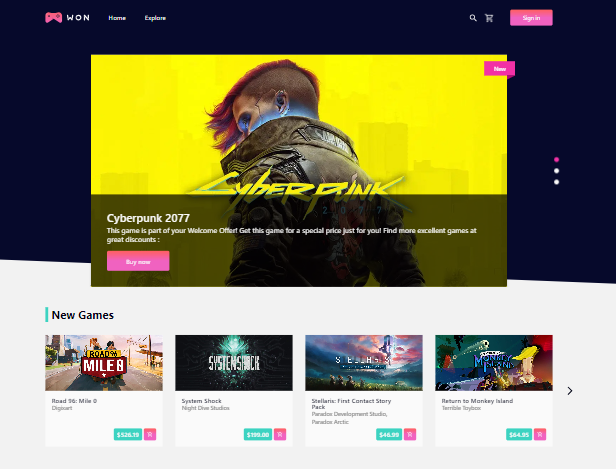 WON Home Explore Sign in
New
Cyberpunk
2077
Cyberpunk 2077
This game is part of your Welcome Offer! Get this game for a special price just for you! Find more excellent games at
great discounts :
Buy now
New Games
ROAD 96
MILE 0
SYSTEM SHOCK
STELLARIS
RETURN TO
MONKEY
ISLAND
Road 96: Mile 0
Digixart
System Shock
Night Dive Studios
Stellaris: First Contact Story
Pack
Paradox Development Studio,
Paradox Arctic
Return to Monkey Island
Terrible Toybox
$528.19
$199.00
$46.99
$64.95